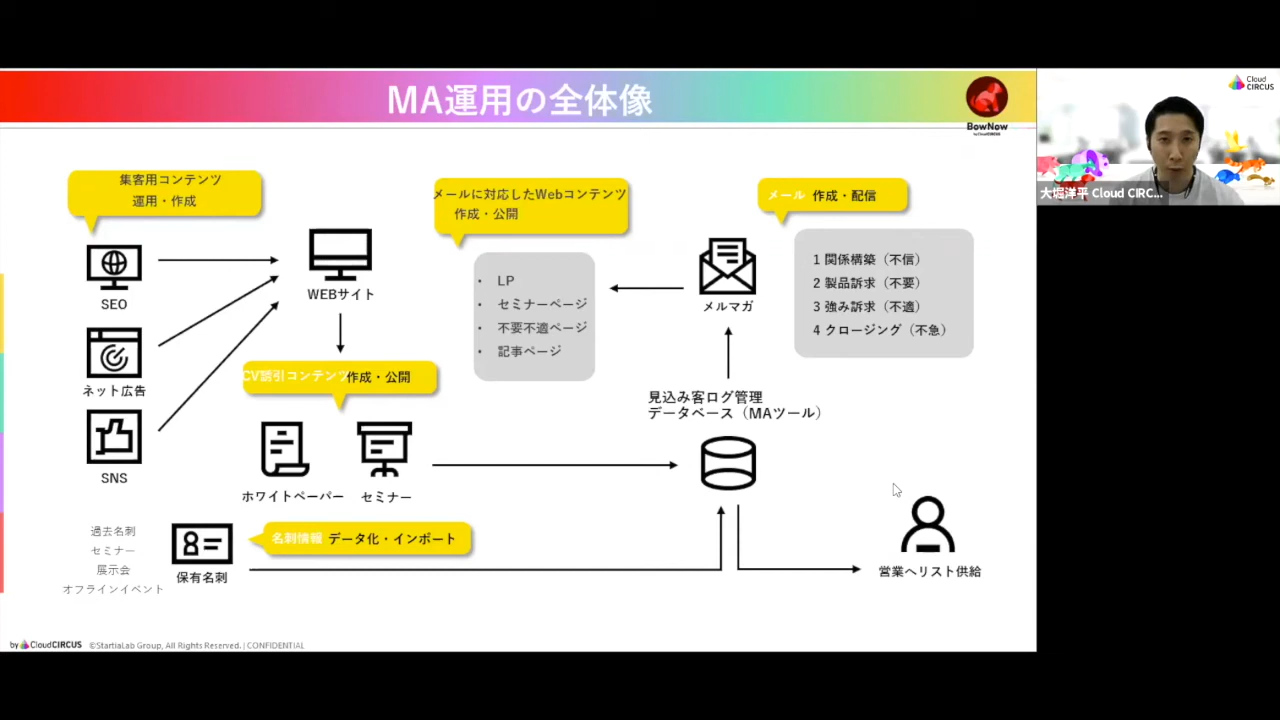 MA運用の全体像
BowNow
by CloudCIRCUS
Cloud
CIRCUS
大堀洋平 Cloud CIRC...
集客用コンテンツ
運用・作成
SEO
ネット広告
SNS
WEBサイト
CV誘引コンテンツ作成・公開
ホワイトペーパー
セミナー
メールに対応したWebコンテンツ
作成・公開
・ LP
・ セミナーページ
・ 不要不適ページ
・ 記事ページ
メール 作成・配信
メルマガ
1 関係構築（不信）
2 製品訴求（不要）
3 強み訴求（不適）
4 クロージング（不急）
見込み客ログ管理
データベース（MAツール）
過去名刺
セミナー
展示会
オフラインイベント
保有名刺
名刺情報 データ化・インポート
営業へリスト供給
by CloudCIRCUS ©StartiaLab Group, All Rights Reserved. | CONFIDENTIAL